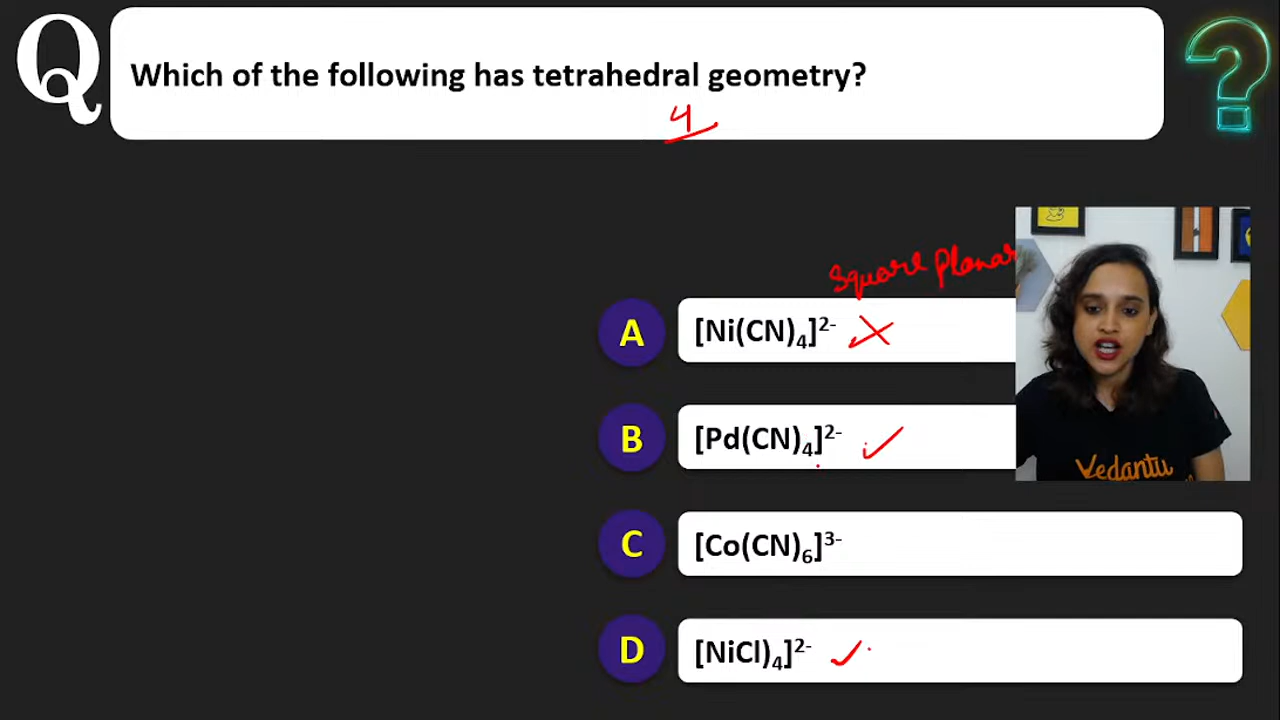 Q
Which of the following has tetrahedral geometry?
4
Square Planar
A
[Ni(CN)₄]²⁻
B
[Pd(CN)₄]²⁻
C
[Co(CN)₆]³⁻
D
[NiCl)₄]²⁻
Vedantu